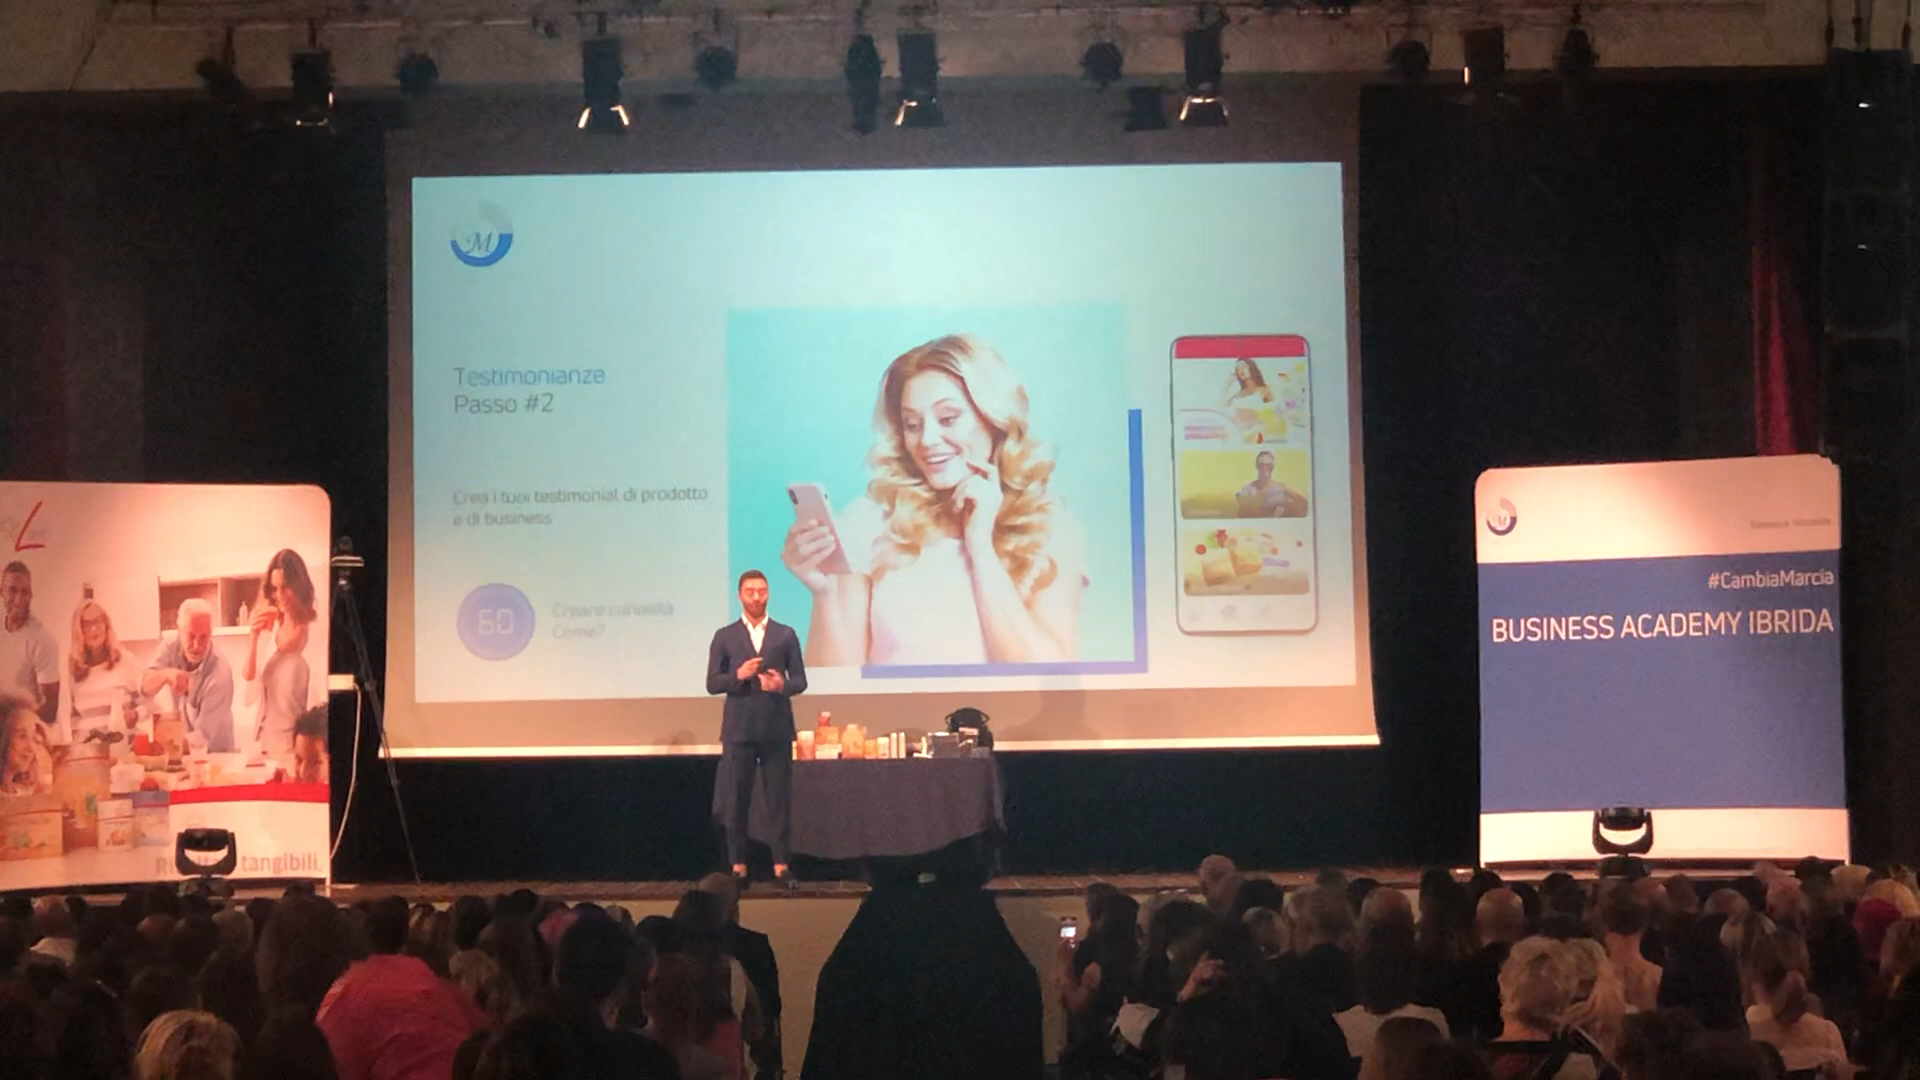 M
Testimonianze
Passo #2
Crea i tuoi testimonial di prodotto
e di business
60
Creare curiosità
Come?
L
tangibili.
M
#CambiaMarcia
BUSINESS ACADEMY IBRIDA